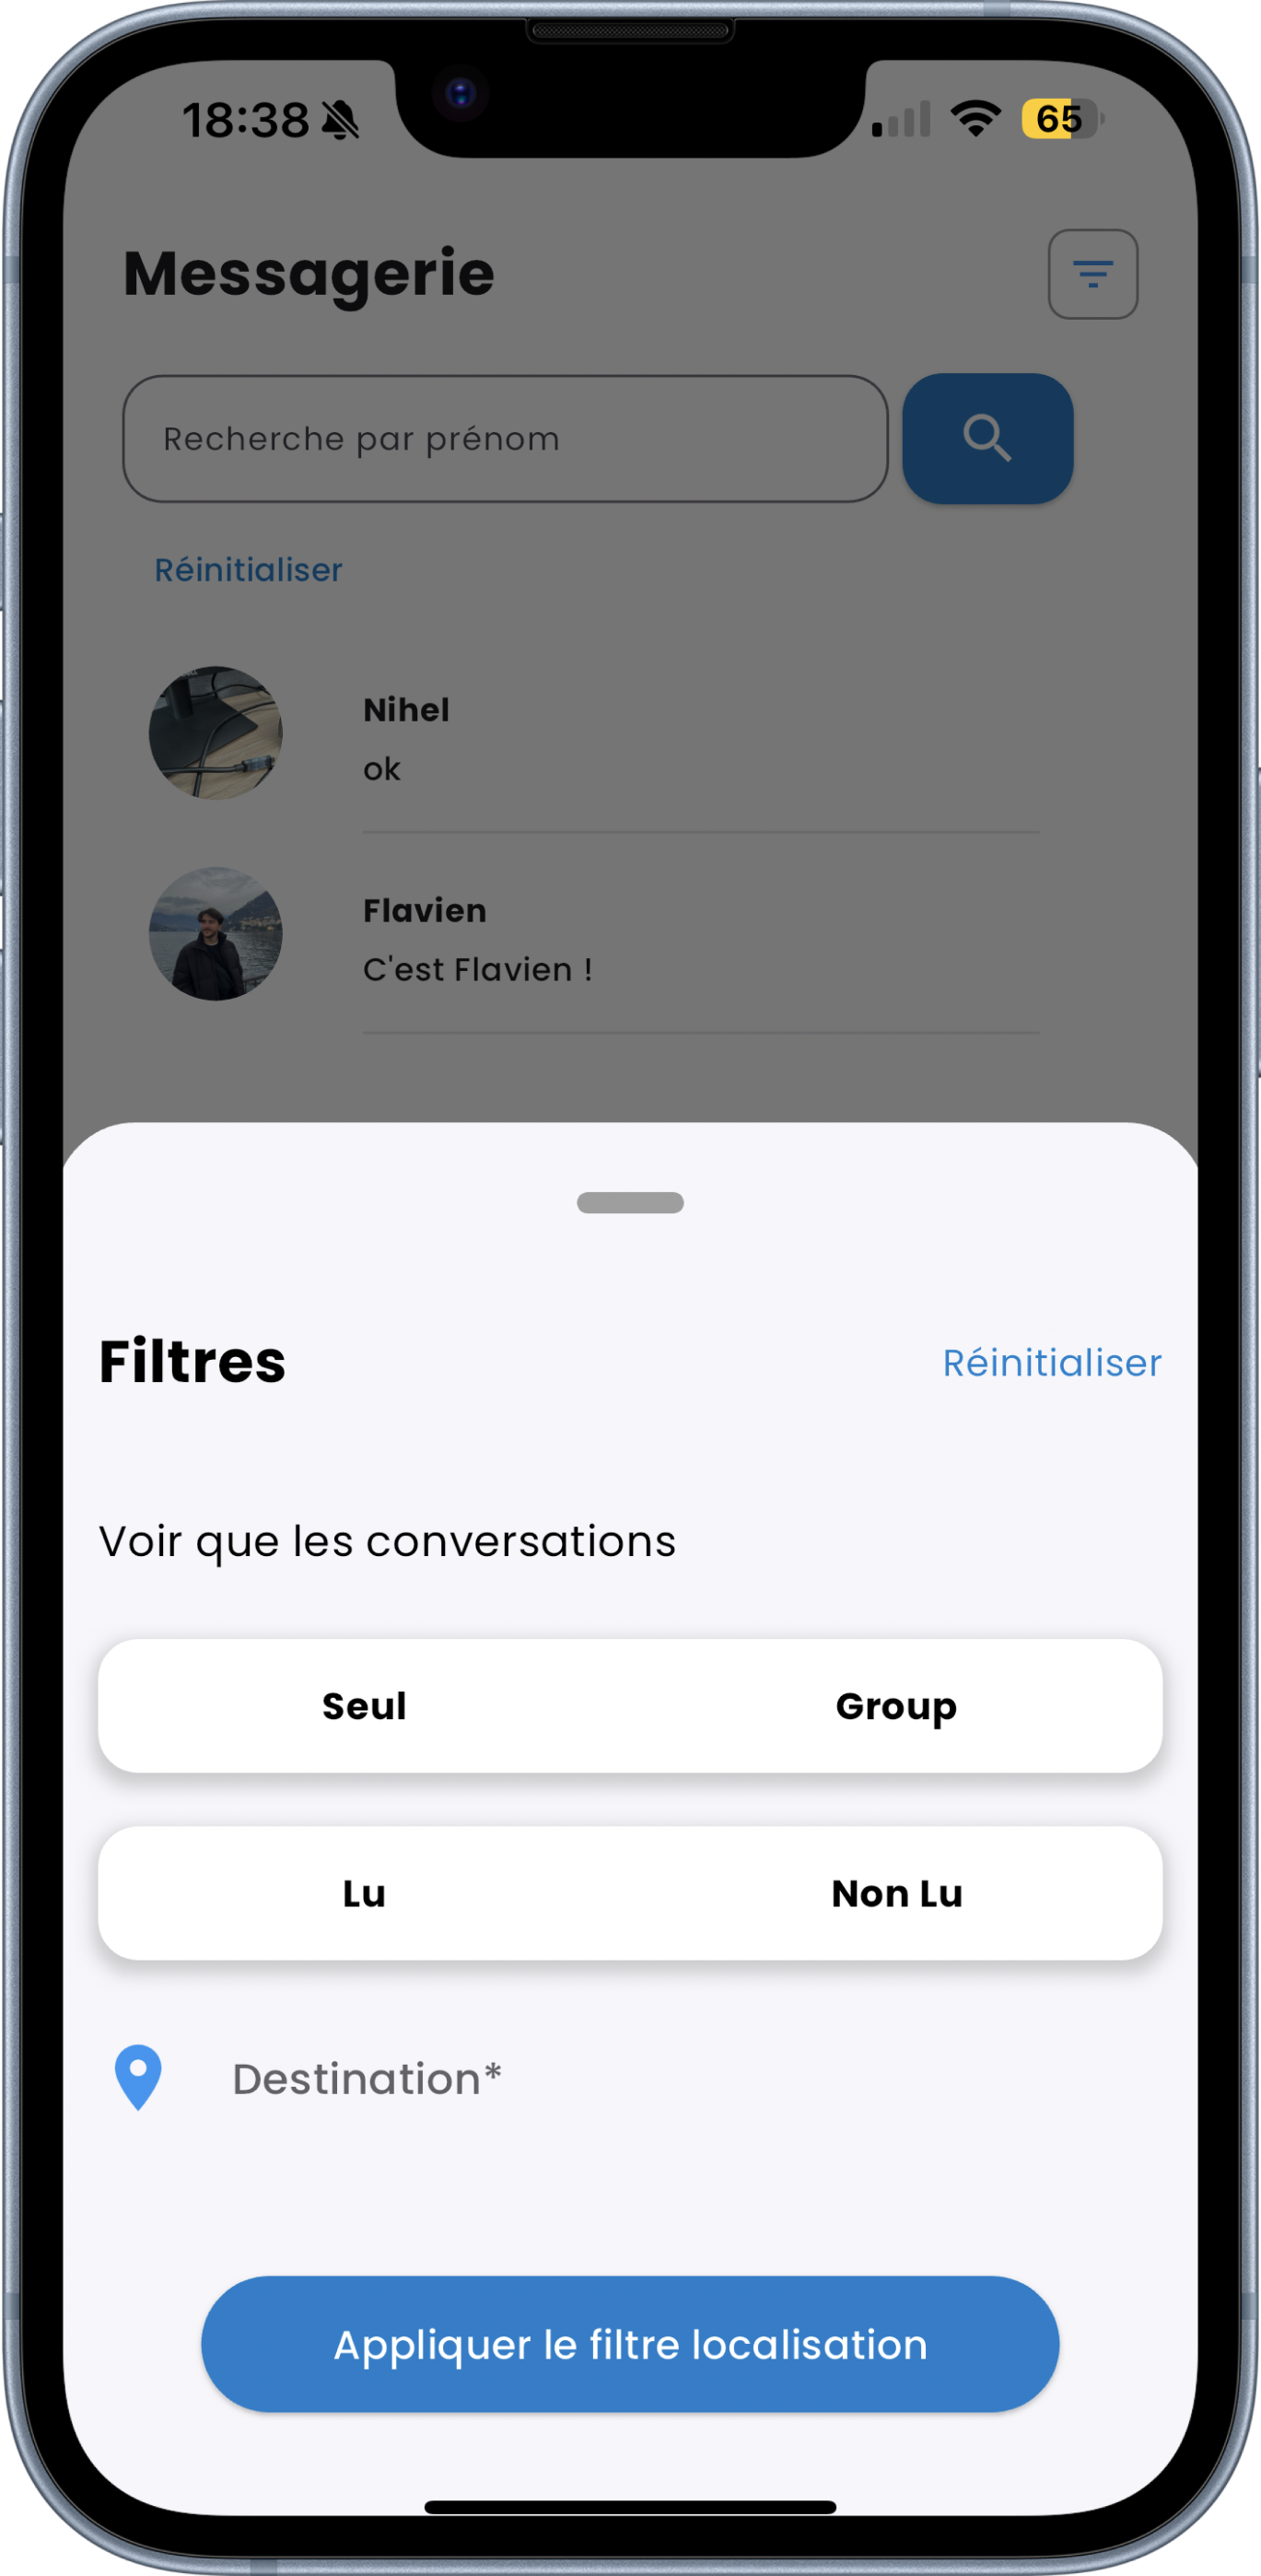 18:38
65
Messagerie
Recherche par prénom
Réinitialiser
Nihel
ok
Flavien
C'est Flavien !
Filtres
Réinitialiser
Voir que les conversations
Seul
Group
Lu
Non Lu
Destination*
Appliquer le filtre localisation